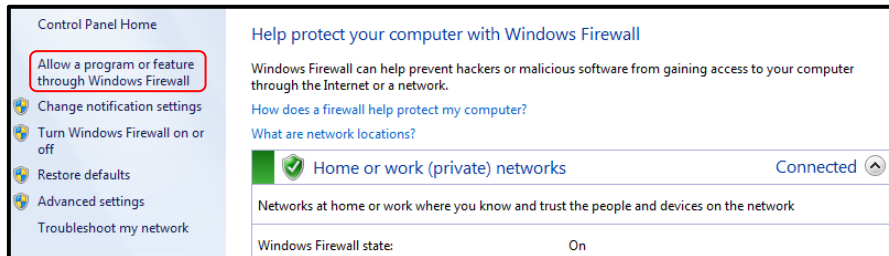 Control Panel Home
Allow a program or feature
through Windows Firewall
Change notification settings
Turn Windows Firewall on or
off
Restore defaults
Advanced settings
Troubleshoot my network
Help protect your computer with Windows Firewall
Windows Firewall can help prevent hackers or malicious software from gaining access to your computer
through the Internet or a network.
How does a firewall help protect my computer?
What are network locations?
Home or work (private) networks Connected
Networks at home or work where you know and trust the people and devices on the network
Windows Firewall state: On